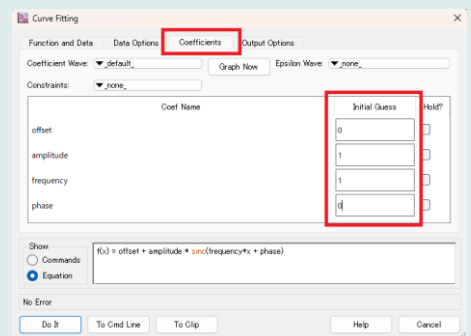 Curve Fitting
Function and Data Data Options Coefficients Output Options
Coefficient Wave: _default_ Graph Now Epsilon Wave: _none_
Constraints: _none_
Coef Name Initial Guess Hold?
offset 0
amplitude 1
frequency 1
phase 0
Show
Commands
Equation
f(x) = offset + amplitude * sinc(frequency*x + phase)
No Error
Do It To Cmd Line To Clip Help Cancel